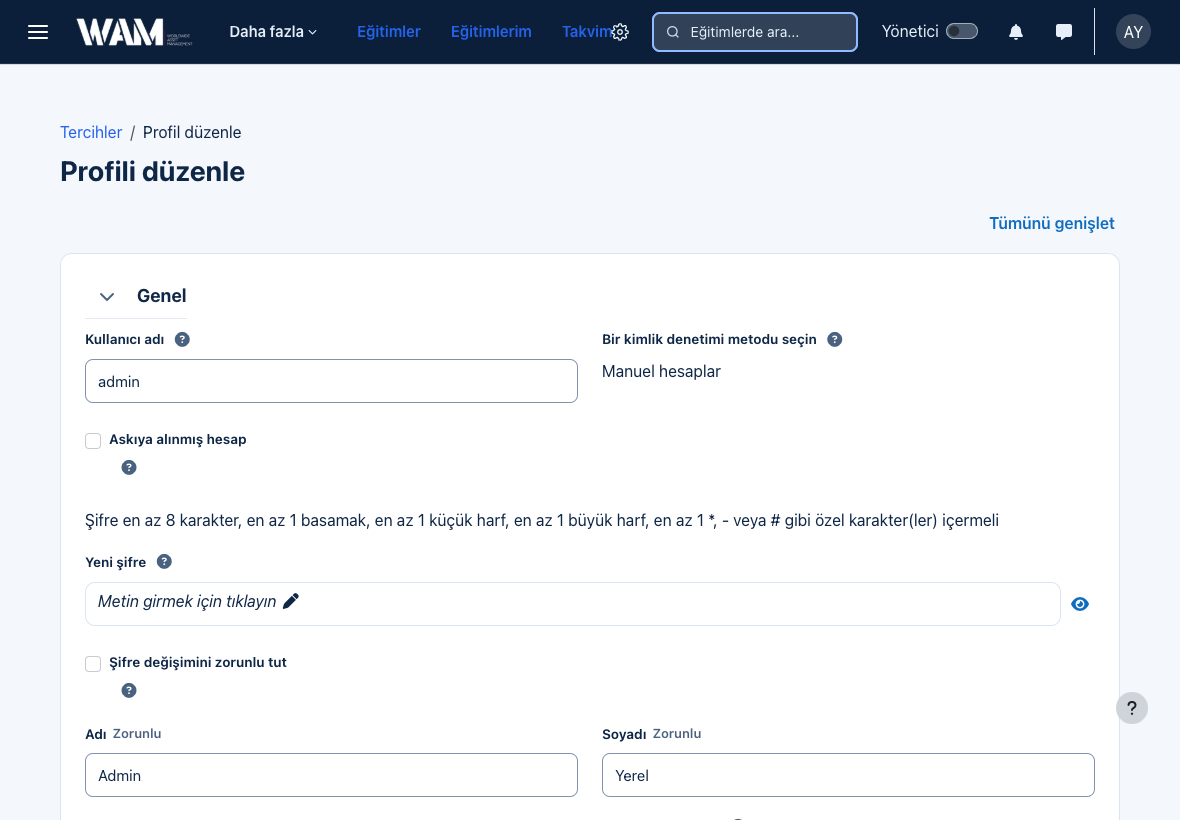 WAM WORLDWIDE ASSET MANAGEMENT
Daha fazla Eğitimler Eğitimlerim Takvim Eğitimlerde ara... Yönetici AY
Tercihler / Profil düzenle
Profili düzenle
Tümünü genişlet
Genel
Kullanıcı adı ? Bir kimlik denetimi metodu seçin ?
admin Manuel hesaplar
Askıya alınmış hesap
?
Şifre en az 8 karakter, en az 1 basamak, en az 1 küçük harf, en az 1 büyük harf, en az 1 *, - veya # gibi özel karakter(ler) içermeli
Yeni şifre ?
Metin girmek için tıklayın
Şifre değişimini zorunlu tut
?
?
Adı Zorunlu Soyadı Zorunlu
Admin Yerel